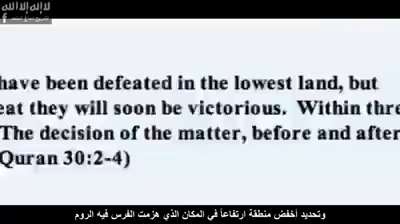 لا إله إلا الله
have been defeated in the lowest land, but
eat they will soon be victorious. Within thre
The decision of the matter, before and after
Quran 30:2-4)
وتحديد أخفض منطقة ارتفاعاً في المكان الذي هزمت الفرس فيه الروم